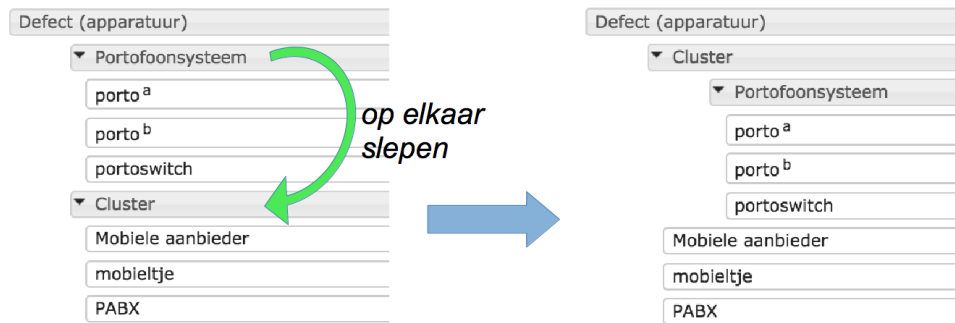 Defect (apparatuur)
Portofoonsysteem
porto a
porto b
portoswitch
Cluster
Mobiele aanbieder
mobieltje
PABX
op elkaar
slepen
Defect (apparatuur)
Cluster
Portofoonsysteem
porto a
porto b
portoswitch
Mobiele aanbieder
mobieltje
PABX